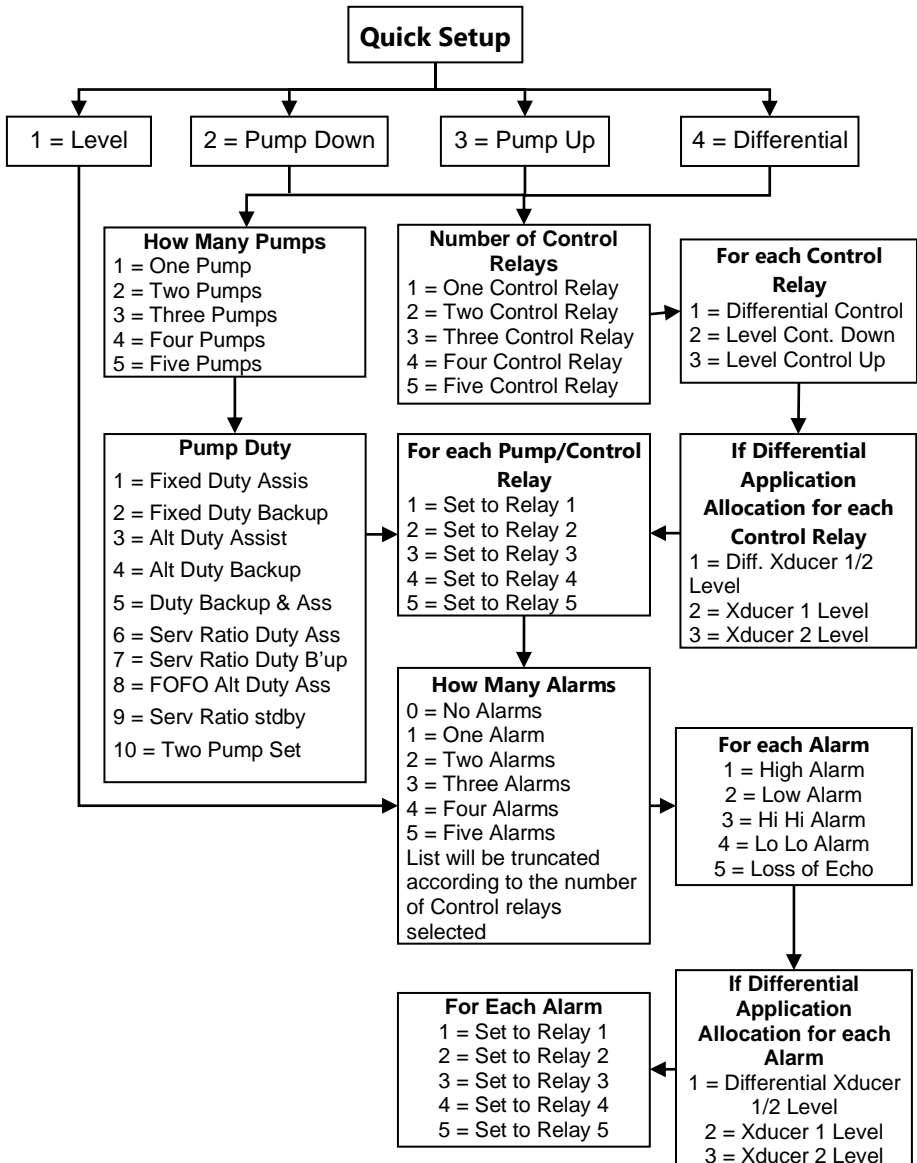 Quick Setup
1 = Level
2 = Pump Down
3 = Pump Up
4 = Differential
How Many Pumps
1 = One Pump
2 = Two Pumps
3 = Three Pumps
4 = Four Pumps
5 = Five Pumps
Number of Control
Relays
1 = One Control Relay
2 = Two Control Relay
3 = Three Control Relay
4 = Four Control Relay
5 = Five Control Relay
For each Control
Relay
1 = Differential Control
2 = Level Cont. Down
3 = Level Control Up
Pump Duty
1 = Fixed Duty Assis
2 = Fixed Duty Backup
3 = Alt Duty Assist
4 = Alt Duty Backup
5 = Duty Backup & Ass
6 = Serv Ratio Duty Ass
7 = Serv Ratio Duty B'up
8 = FOFO Alt Duty Ass
9 = Serv Ratio stdby
10 = Two Pump Set
For each Pump/Control
Relay
1 = Set to Relay 1
2 = Set to Relay 2
3 = Set to Relay 3
4 = Set to Relay 4
5 = Set to Relay 5
If Differential
Application
Allocation for each
Control Relay
1 = Diff. Xducer 1/2
Level
2 = Xducer 1 Level
3 = Xducer 2 Level
How Many Alarms
0 = No Alarms
1 = One Alarm
2 = Two Alarms
3 = Three Alarms
4 = Four Alarms
5 = Five Alarms
List will be truncated
according to the number
of Control relays
selected
For each Alarm
1 = High Alarm
2 = Low Alarm
3 = Hi Hi Alarm
4 = Lo Lo Alarm
5 = Loss of Echo
For Each Alarm
1 = Set to Relay 1
2 = Set to Relay 2
3 = Set to Relay 3
4 = Set to Relay 4
5 = Set to Relay 5
If Differential
Application
Allocation for each
Alarm
1 = Differential Xducer
1/2 Level
2 = Xducer 1 Level
3 = Xducer 2 Level